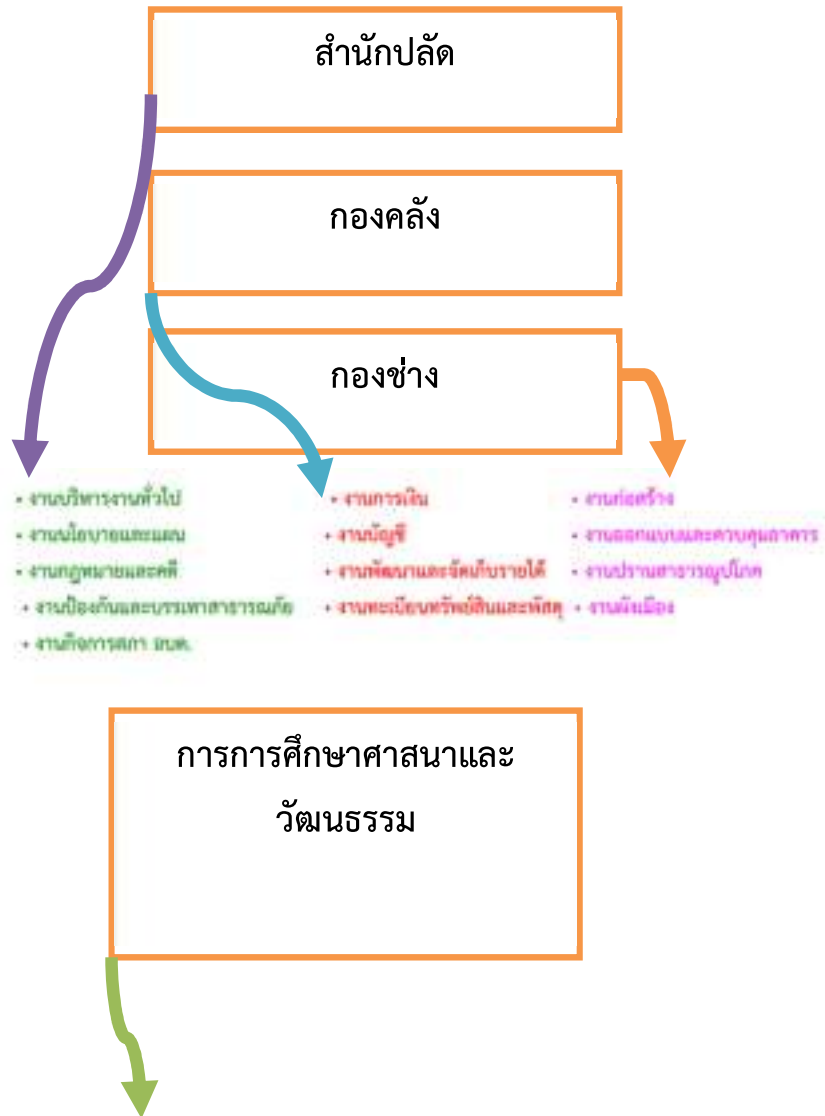 สำนักปลัด
กองคลัง
กองช่าง
• งานบริหารงานทั่วไป
• งานนโยบายและแผน
• งานกฎหมายและคดี
• งานป้องกันและบรรเทาสาธารณภัย
• งานกิจการสภา อบต.
• งานการเงิน
• งานบัญชี
• งานพัฒนาและจัดเก็บรายได้
• งานทะเบียนทรัพย์สินและพัสดุ
• งานก่อสร้าง
• งานออกแบบและควบคุมอาคาร
• งานประสานสาธารณูปโภค
• งานผังเมือง
การการศึกษาศาสนาและ
วัฒนธรรม